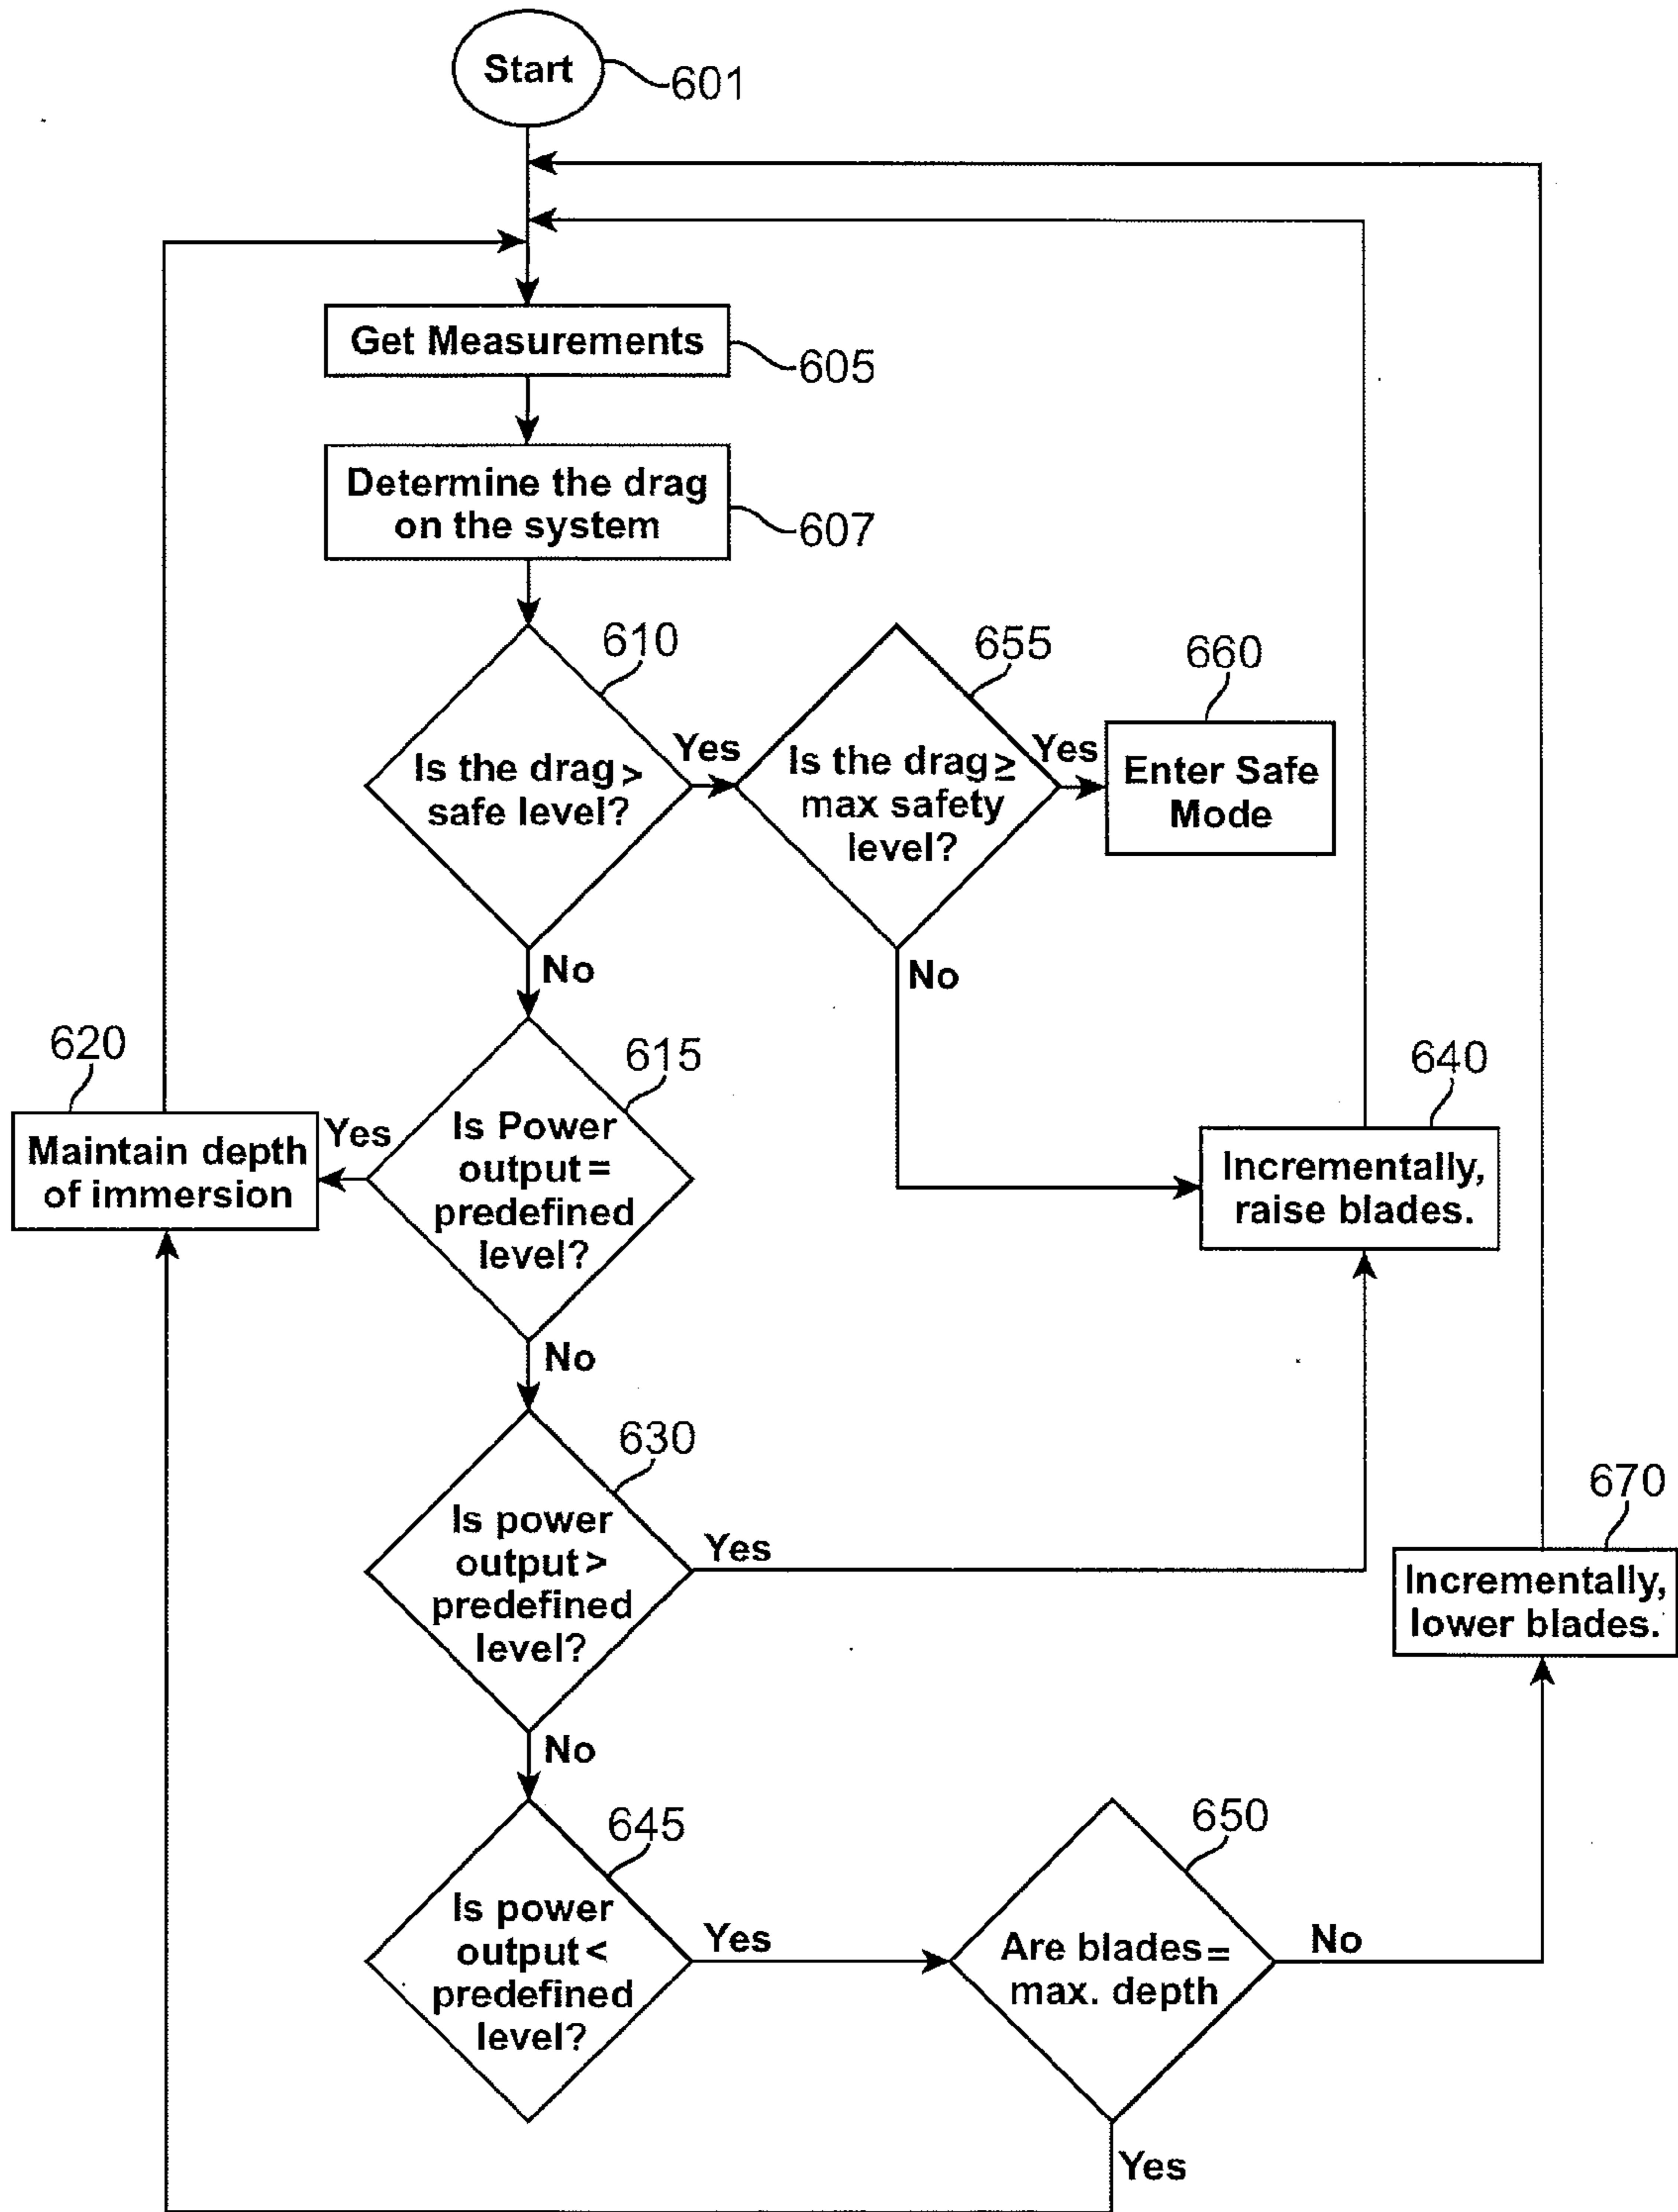 Start
601
Get Measurements
605
Determine the drag
on the system
607
610
Is the drag >
safe level?
Yes
No
655
Is the drag ≥
max safety
level?
Yes
No
660
Enter Safe
Mode
615
Is Power
output =
predefined
level?
Yes
No
620
Maintain depth
of immersion
640
Incrementally,
raise blades.
630
Is power
output >
predefined
level?
Yes
No
670
Incrementally,
lower blades.
645
Is power
output <
predefined
level?
Yes
650
Are blades =
max. depth
No
Yes